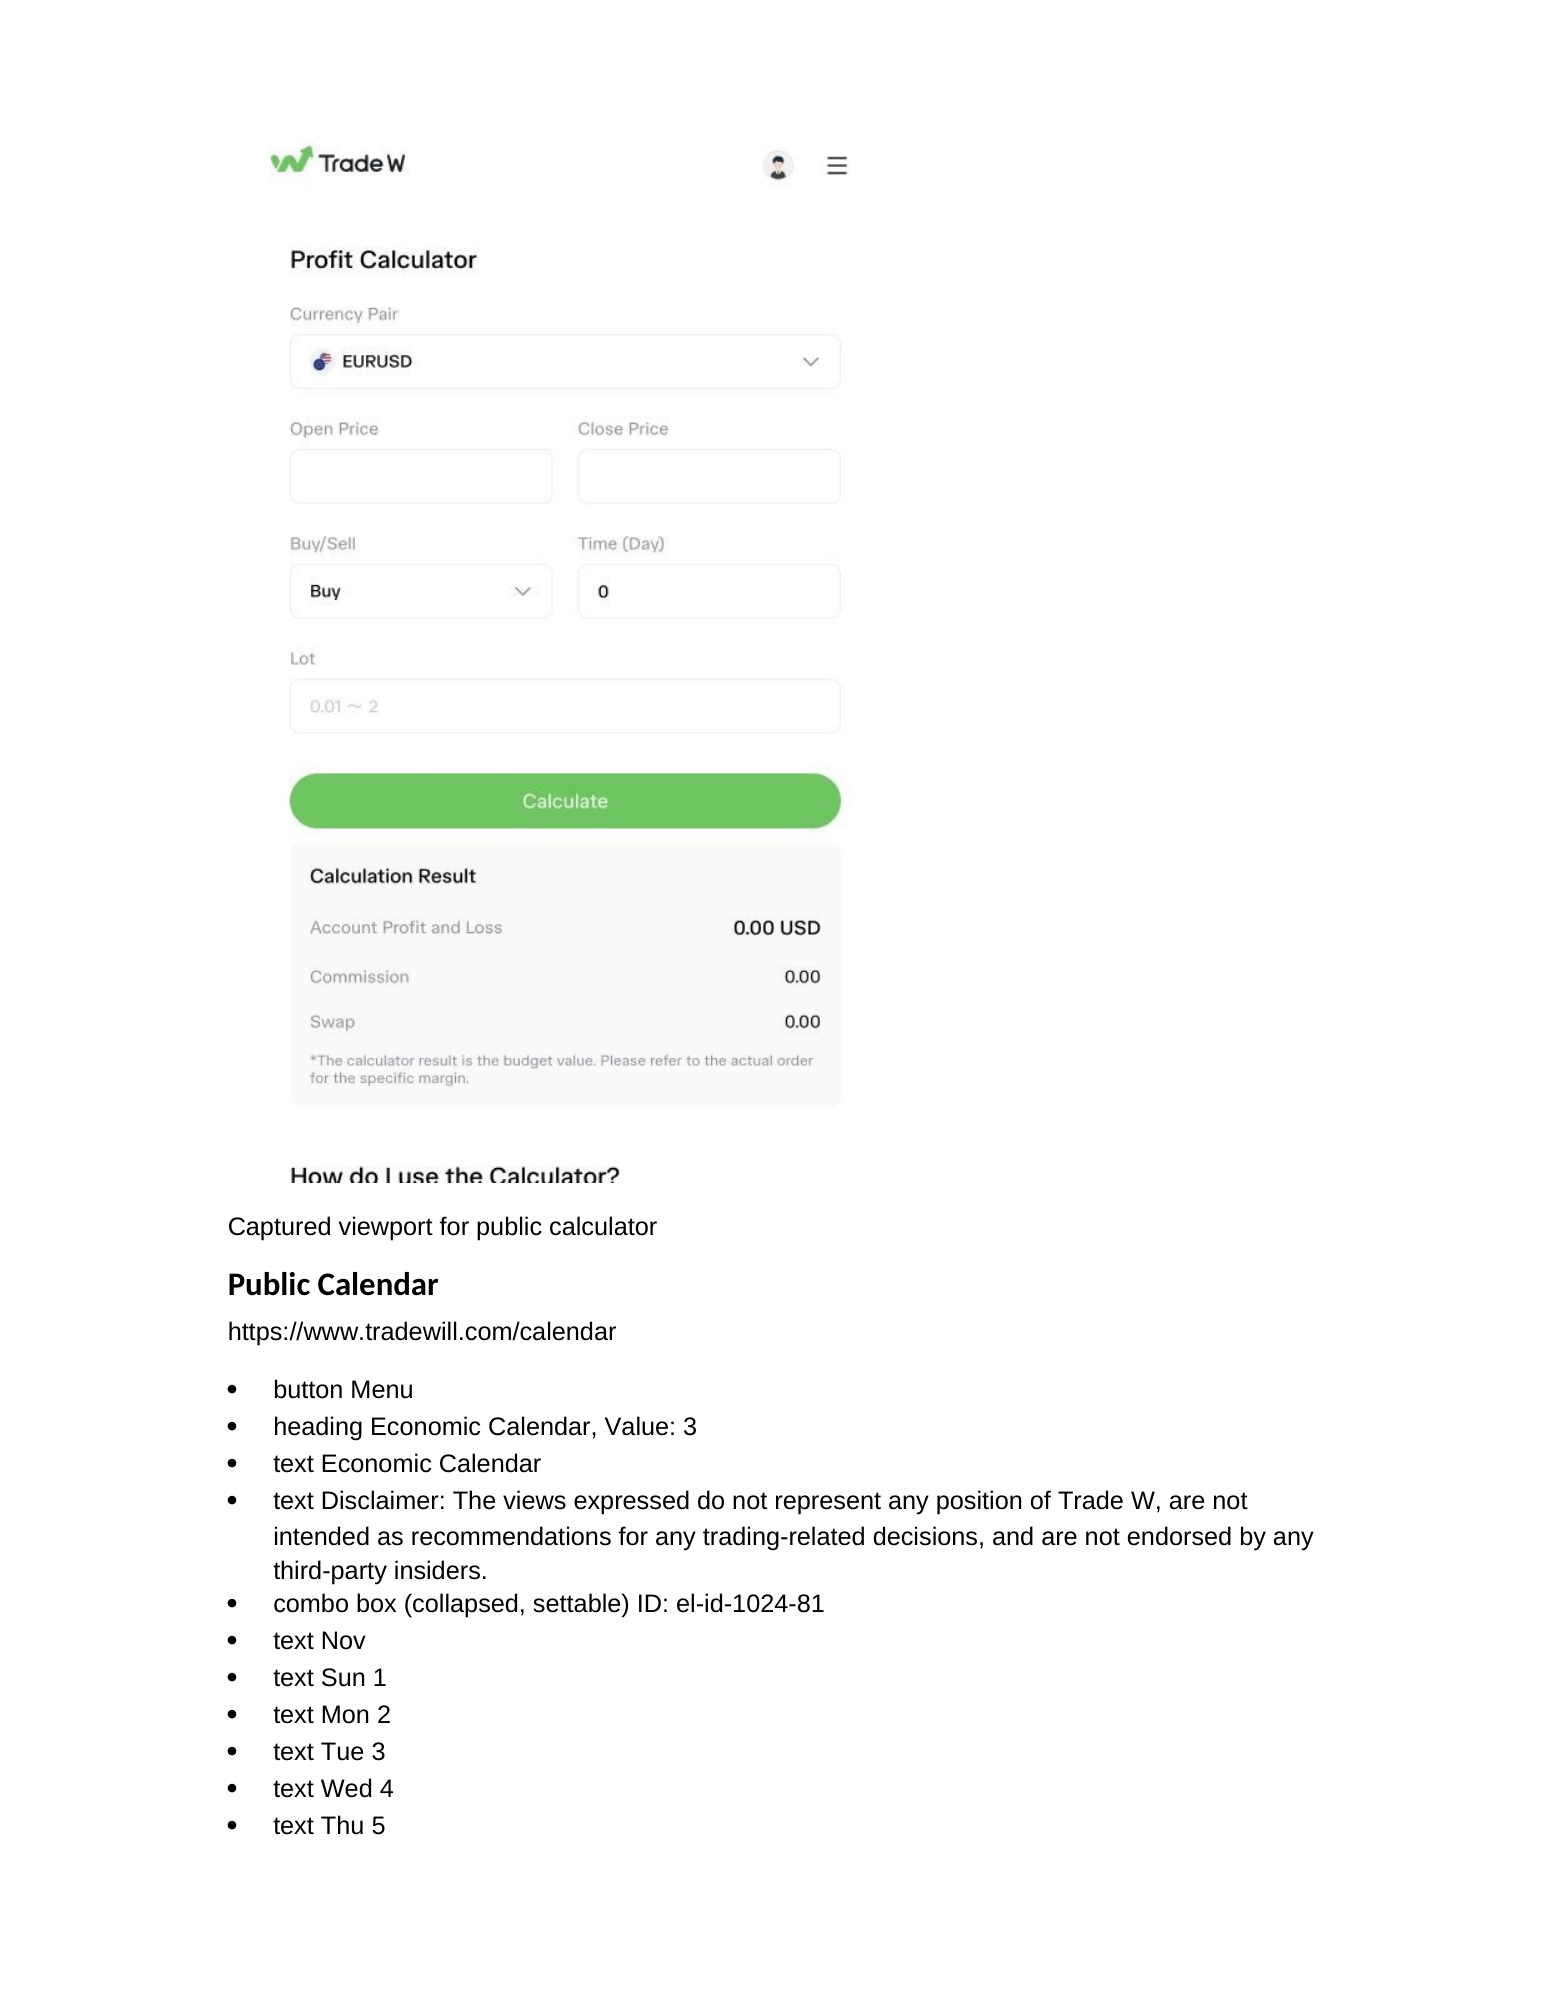 Trade W
Profit Calculator
Currency Pair
EURUSD
Open Price Close Price
Buy/Sell Time (Day)
Buy 0
Lot
0.01 ~ 2
Calculate
Calculation Result
Account Profit and Loss 0.00 USD
Commission 0.00
Swap 0.00
*The calculator result is the budget value. Please refer to the actual order
for the specific margin.
How do I use the Calculator?
Captured viewport for public calculator
Public Calendar
https://www.tradewill.com/calendar
• button Menu
• heading Economic Calendar, Value: 3
• text Economic Calendar
• text Disclaimer: The views expressed do not represent any position of Trade W, are not
intended as recommendations for any trading-related decisions, and are not endorsed by any
third-party insiders.
• combo box (collapsed, settable) ID: el-id-1024-81
• text Nov
• text Sun 1
• text Mon 2
• text Tue 3
• text Wed 4
• text Thu 5